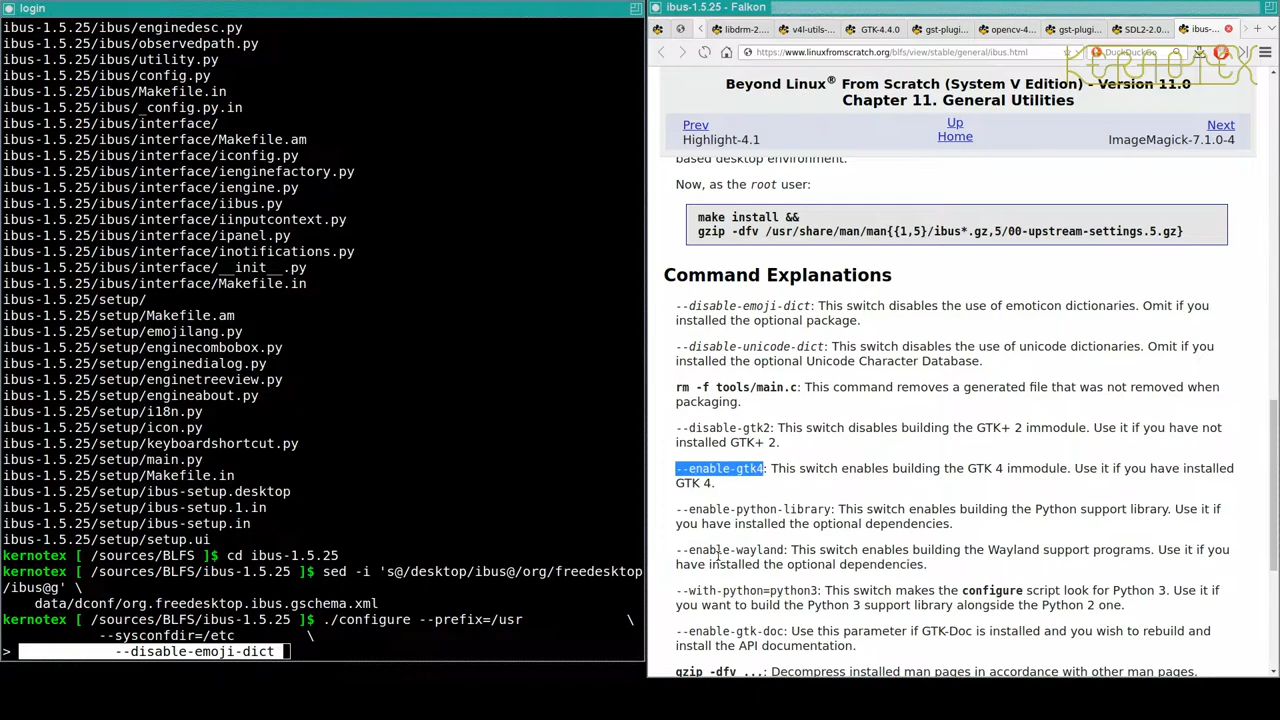 login
ibus-1.5.25/ibus/enginedesc.py
ibus-1.5.25/ibus/observedpath.py
ibus-1.5.25/ibus/utility.py
ibus-1.5.25/ibus/config.py
ibus-1.5.25/ibus/Makefile.in
ibus-1.5.25/ibus/_config.py.in
ibus-1.5.25/ibus/interface/
ibus-1.5.25/ibus/interface/Makefile.am
ibus-1.5.25/ibus/interface/iconfig.py
ibus-1.5.25/ibus/interface/ienginefactory.py
ibus-1.5.25/ibus/interface/iengine.py
ibus-1.5.25/ibus/interface/iibus.py
ibus-1.5.25/ibus/interface/iinputcontext.py
ibus-1.5.25/ibus/interface/ipanel.py
ibus-1.5.25/ibus/interface/inotifications.py
ibus-1.5.25/ibus/interface/__init__.py
ibus-1.5.25/ibus/interface/Makefile.in
ibus-1.5.25/setup/
ibus-1.5.25/setup/Makefile.am
ibus-1.5.25/setup/emojilang.py
ibus-1.5.25/setup/enginecombobox.py
ibus-1.5.25/setup/enginedialog.py
ibus-1.5.25/setup/enginetreeview.py
ibus-1.5.25/setup/engineabout.py
ibus-1.5.25/setup/i18n.py
ibus-1.5.25/setup/icon.py
ibus-1.5.25/setup/keyboardshortcut.py
ibus-1.5.25/setup/main.py
ibus-1.5.25/setup/Makefile.in
ibus-1.5.25/setup/ibus-setup.desktop
ibus-1.5.25/setup/ibus-setup.1.in
ibus-1.5.25/setup/ibus-setup.in
ibus-1.5.25/setup/setup.ui
kernotex [ /sources/BLFS ]$ cd ibus-1.5.25
kernotex [ /sources/BLFS/ibus-1.5.25 ]$ sed -i 's@/desktop/ibus@/org/freedesktop
/ibus@g' \
data/dconf/org.freedesktop.ibus.gschema.xml
kernotex [ /sources/BLFS/ibus-1.5.25 ]$ ./configure --prefix=/usr \
--sysconfdir=/etc \
> --disable-emoji-dict
ibus-1.5.25 - Falkon
libdrm-2.... v4l-utils-... GTK-4.4.0 gst-plugi... opencv-4... gst-plugi... SDL2-2.0... ibus-...
https://www.linuxfromscratch.org/blfs/view/stable/general/ibus.html DuckDuckGo
KERNOTEX
Beyond Linux® From Scratch (System V Edition) - Version 11.0
Chapter 11. General Utilities
Prev Up Next
Highlight-4.1 Home ImageMagick-7.1.0-4
based desktop environment.
Now, as the root user:
make install &&
gzip -dfv /usr/share/man/man{{1,5}/ibus*.gz,5/00-upstream-settings.5.gz}
Command Explanations
--disable-emoji-dict: This switch disables the use of emoticon dictionaries. Omit if you
installed the optional package.
--disable-unicode-dict: This switch disables the use of unicode dictionaries. Omit if you
installed the optional Unicode Character Database.
rm -f tools/main.c: This command removes a generated file that was not removed when
packaging.
--disable-gtk2: This switch disables building the GTK+ 2 immodule. Use it if you have not
installed GTK+ 2.
--enable-gtk4: This switch enables building the GTK 4 immodule. Use it if you have installed
GTK 4.
--enable-python-library: This switch enables building the Python support library. Use it if
you have installed the optional dependencies.
--enable-wayland: This switch enables building the Wayland support programs. Use it if you
have installed the optional dependencies.
--with-python=python3: This switch makes the configure script look for Python 3. Use it if
you want to build the Python 3 support library alongside the Python 2 one.
--enable-gtk-doc: Use this parameter if GTK-Doc is installed and you wish to rebuild and
install the API documentation.
gzip -dfv ...: Decompress installed man pages in accordance with other man pages.